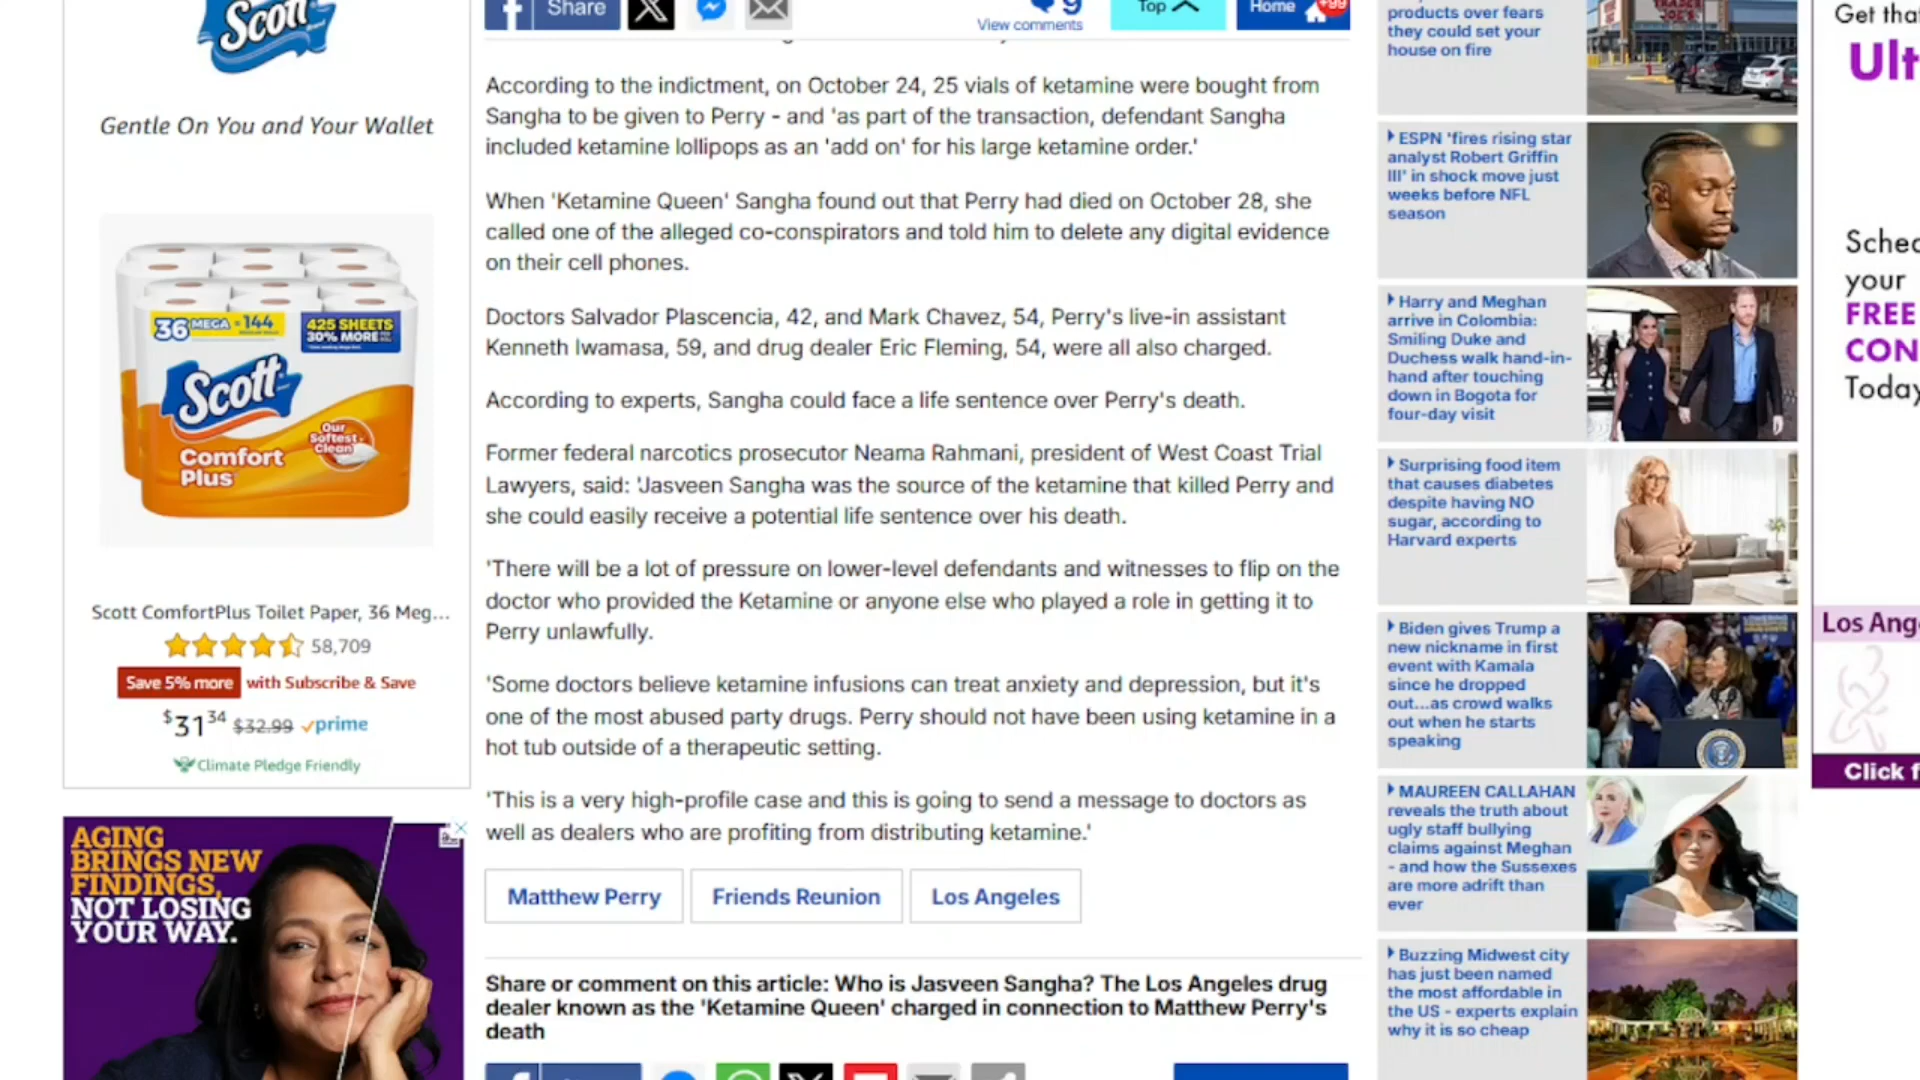 Scott
Gentle On You and Your Wallet
36 MEGA = 144
425 SHEETS
30% MORE
Scott
Our
Softest
Clean
Comfort
Plus
Scott ComfortPlus Toilet Paper, 36 Meg...
58,709
Save 5% more with Subscribe & Save
$31 34 $32.99 prime
Climate Pledge Friendly
AGING
BRINGS NEW
FINDINGS,
NOT LOSING
YOUR WAY.
Share
9
View comments
Top
Home
+99
According to the indictment, on October 24, 25 vials of ketamine were bought from
Sangha to be given to Perry - and 'as part of the transaction, defendant Sangha
included ketamine lollipops as an 'add on' for his large ketamine order.'
When 'Ketamine Queen' Sangha found out that Perry had died on October 28, she
called one of the alleged co-conspirators and told him to delete any digital evidence
on their cell phones.
Doctors Salvador Plascencia, 42, and Mark Chavez, 54, Perry's live-in assistant
Kenneth Iwamasa, 59, and drug dealer Eric Fleming, 54, were all also charged.
According to experts, Sangha could face a life sentence over Perry's death.
Former federal narcotics prosecutor Neama Rahmani, president of West Coast Trial
Lawyers, said: 'Jasveen Sangha was the source of the ketamine that killed Perry and
she could easily receive a potential life sentence over his death.
'There will be a lot of pressure on lower-level defendants and witnesses to flip on the
doctor who provided the Ketamine or anyone else who played a role in getting it to
Perry unlawfully.
'Some doctors believe ketamine infusions can treat anxiety and depression, but it's
one of the most abused party drugs. Perry should not have been using ketamine in a
hot tub outside of a therapeutic setting.
'This is a very high-profile case and this is going to send a message to doctors as
well as dealers who are profiting from distributing ketamine.'
Matthew Perry
Friends Reunion
Los Angeles
Share or comment on this article: Who is Jasveen Sangha? The Los Angeles drug
dealer known as the 'Ketamine Queen' charged in connection to Matthew Perry's
death
products over fears
they could set your
house on fire
TRADER
JOE'S
ESPN 'fires rising star
analyst Robert Griffin
III' in shock move just
weeks before NFL
season
Harry and Meghan
arrive in Colombia:
Smiling Duke and
Duchess walk hand-in-
hand after touching
down in Bogota for
four-day visit
Surprising food item
that causes diabetes
despite having NO
sugar, according to
Harvard experts
Biden gives Trump a
new nickname in first
event with Kamala
since he dropped
out...as crowd walks
out when he starts
speaking
MAUREEN CALLAHAN
reveals the truth about
ugly staff bullying
claims against Meghan
- and how the Sussexes
are more adrift than
ever
Buzzing Midwest city
has just been named
the most affordable in
the US - experts explain
why it is so cheap
Get tha
Ult
Sche
your
FREE
CON
Today
Los Ang
Click f